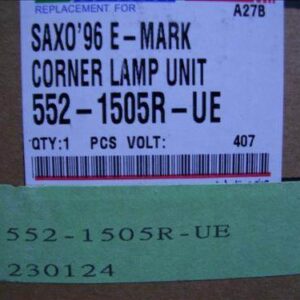 REPLACEMENT FOR
A27B
SAXO'96 E-MARK
CORNER LAMP UNIT
552-1505R-UE
QTY:1 PCS VOLT: 407
552-1505R-UE
230124